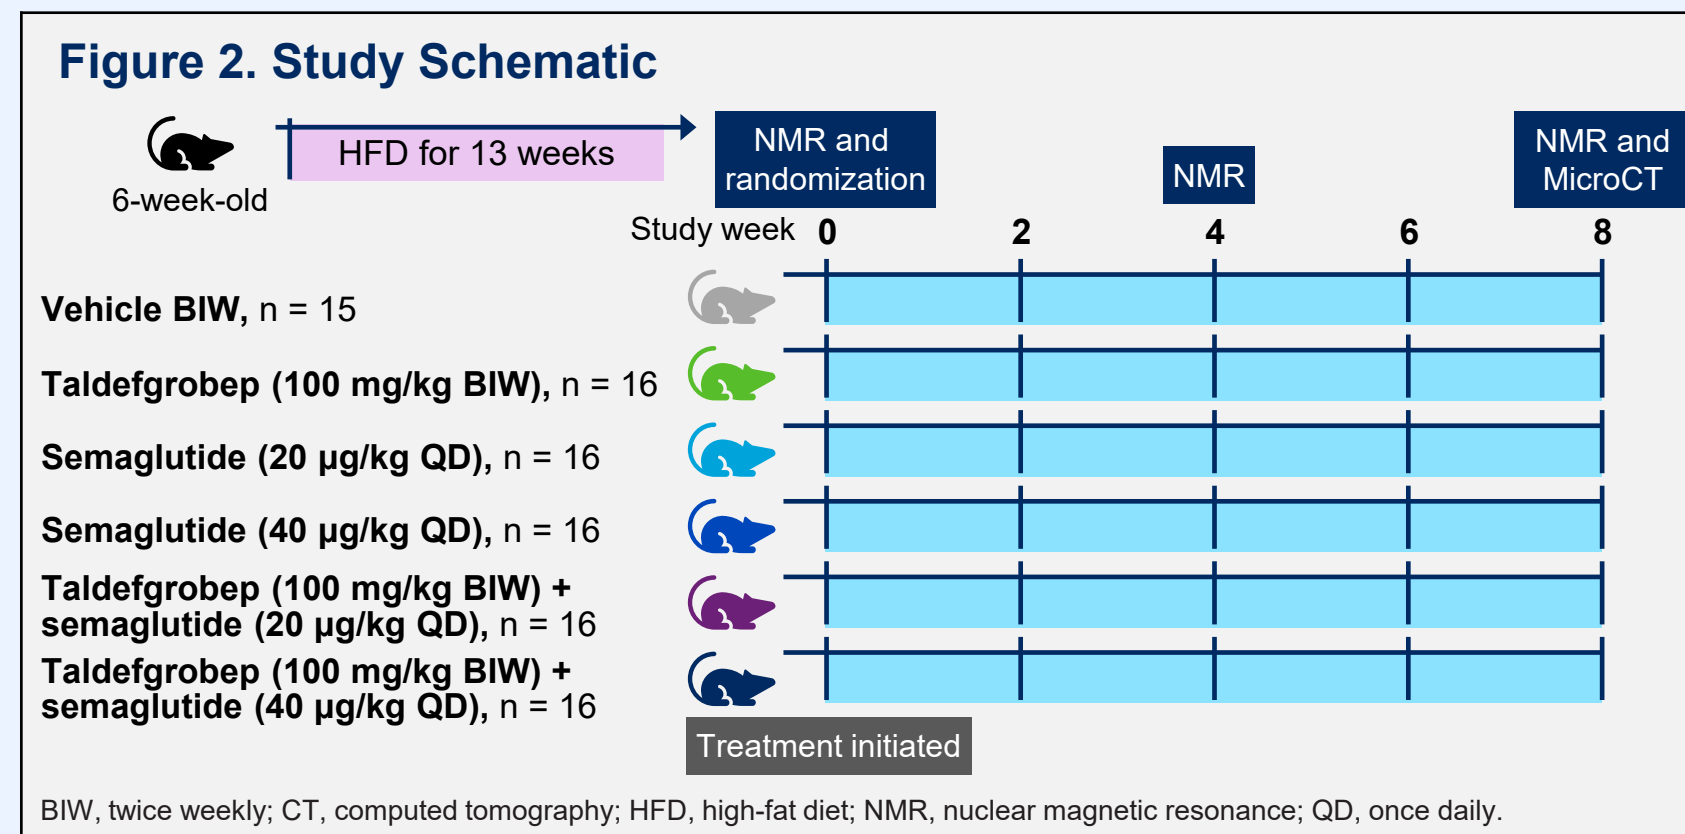 Figure 2. Study Schematic
HFD for 13 weeks
6-week-old
NMR and
randomization
NMR
NMR and
MicroCT
Study week 0 2 4 6 8
Vehicle BIW, n = 15
Taldefgrobep (100 mg/kg BIW), n = 16
Semaglutide (20 µg/kg QD), n = 16
Semaglutide (40 µg/kg QD), n = 16
Taldefgrobep (100 mg/kg BIW) +
semaglutide (20 µg/kg QD), n = 16
Taldefgrobep (100 mg/kg BIW) +
semaglutide (40 µg/kg QD), n = 16
Treatment initiated
BIW, twice weekly; CT, computed tomography; HFD, high-fat diet; NMR, nuclear magnetic resonance; QD, once daily.